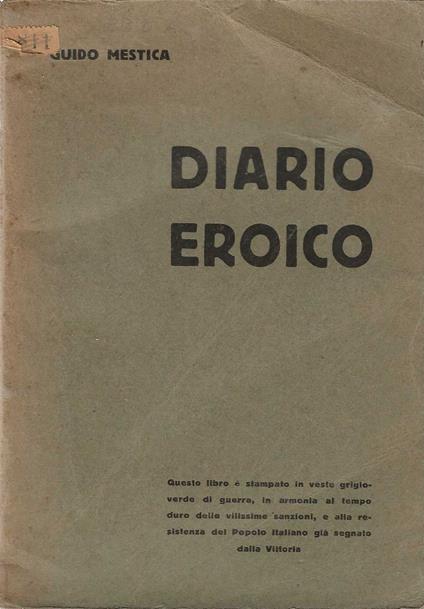 GUIDO MESTICA
DIARIO
EROICO
Questo libro è stampato in veste grigio-
verde di guerra, in armonia al tempo
duro delle vilissime sanzioni, e alla re-
sistenza del Popolo Italiano già segnato
dalla Vittoria